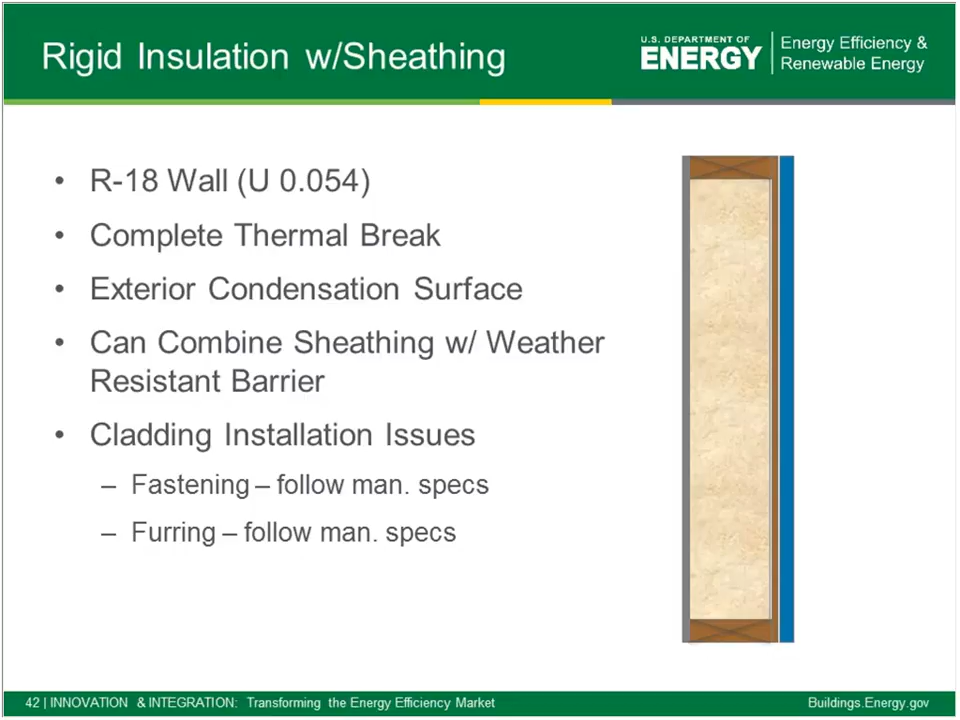 Rigid Insulation w/Sheathing
U.S. DEPARTMENT OF
ENERGY
Energy Efficiency &
Renewable Energy
• R-18 Wall (U 0.054)
• Complete Thermal Break
• Exterior Condensation Surface
• Can Combine Sheathing w/ Weather
Resistant Barrier
• Cladding Installation Issues
– Fastening – follow man. specs
– Furring – follow man. specs
42 | INNOVATION & INTEGRATION: Transforming the Energy Efficiency Market
Buildings.Energy.gov